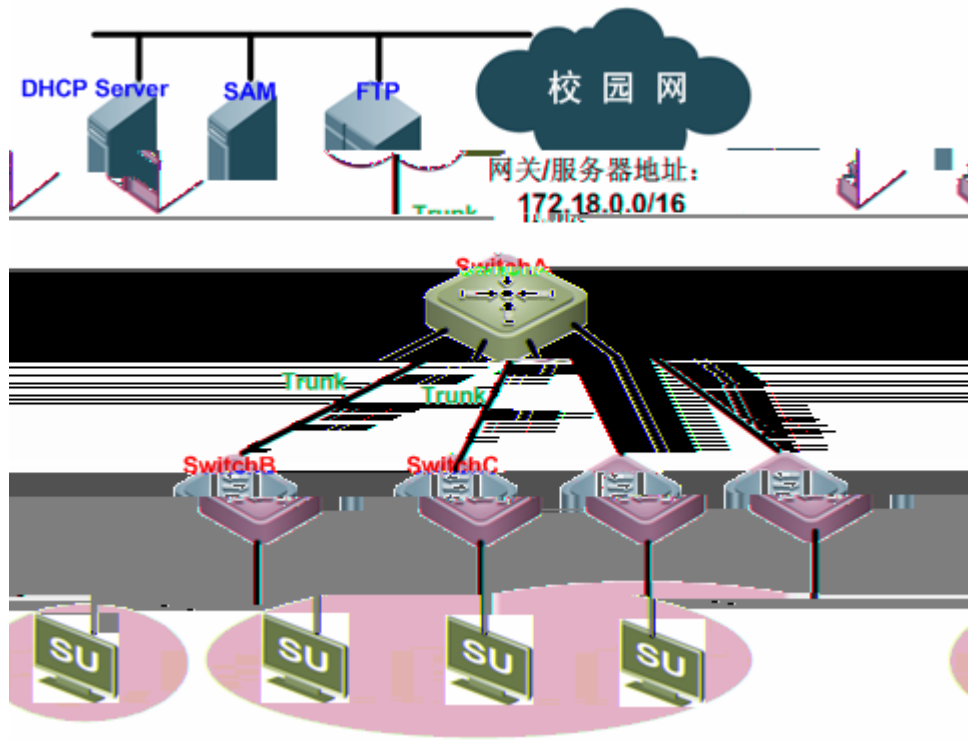 DHCP Server
SAM
FTP
校园网
网关/服务器地址：
172.18.0.0/16
Trunk
SwitchA
Trunk
Trunk
SwitchB
SwitchC
SU
SU
SU
SU